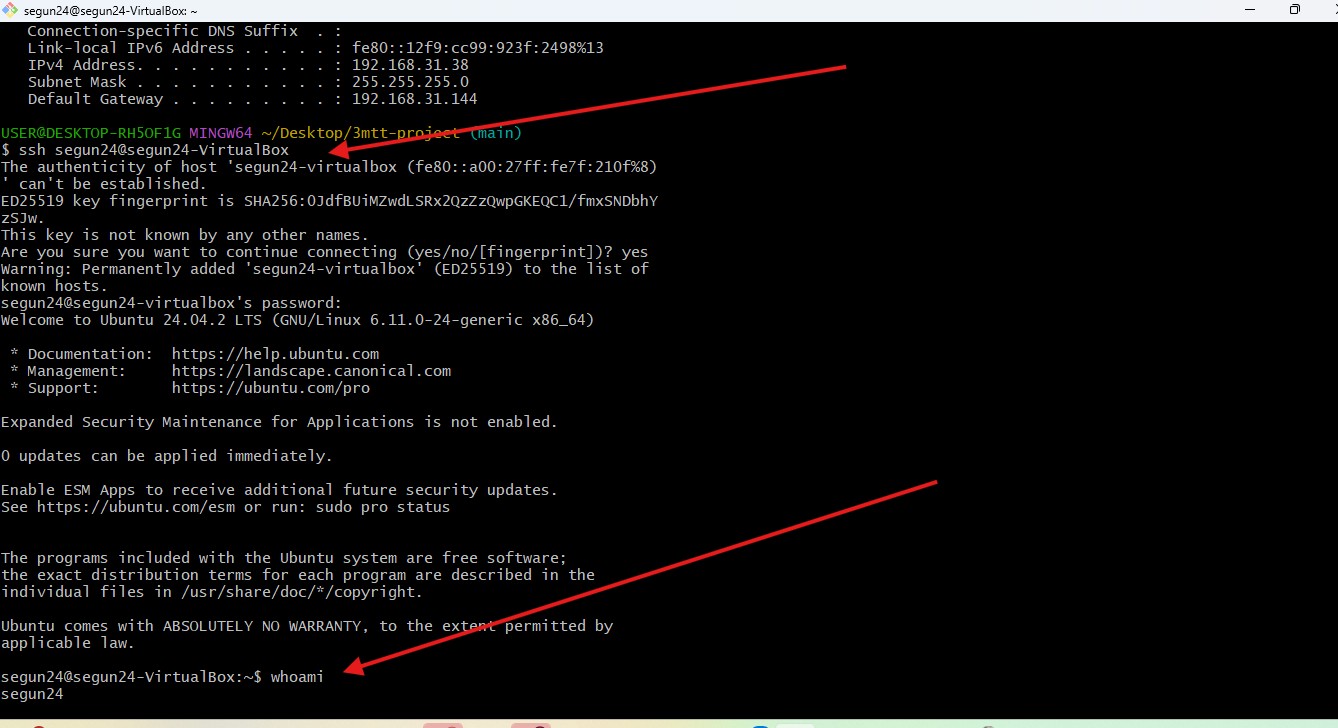 segun24@segun24-VirtualBox: ~
Connection-specific DNS Suffix  . :
Link-local IPv6 Address . . . . . : fe80::12f9:cc99:923f:2498%13
IPv4 Address. . . . . . . . . . . : 192.168.31.38
Subnet Mask . . . . . . . . . . . : 255.255.255.0
Default Gateway . . . . . . . . . : 192.168.31.144
USER@DESKTOP-RH5OF1G MINGW64 ~/Desktop/3mtt-project (main)
$ ssh segun24@segun24-VirtualBox
The authenticity of host 'segun24-virtualbox (fe80::a00:27ff:fe7f:210f%8)
' can't be established.
ED25519 key fingerprint is SHA256:0JdfBUiMZwdLSRx2QzZzQwpGKEQC1/fmxSNDbhY
zSJw.
This key is not known by any other names.
Are you sure you want to continue connecting (yes/no/[fingerprint])? yes
Warning: Permanently added 'segun24-virtualbox' (ED25519) to the list of
known hosts.
segun24@segun24-virtualbox's password:
Welcome to Ubuntu 24.04.2 LTS (GNU/Linux 6.11.0-24-generic x86_64)
* Documentation:  https://help.ubuntu.com
* Management:     https://landscape.canonical.com
* Support:        https://ubuntu.com/pro
Expanded Security Maintenance for Applications is not enabled.
0 updates can be applied immediately.
Enable ESM Apps to receive additional future security updates.
See https://ubuntu.com/esm or run: sudo pro status
The programs included with the Ubuntu system are free software;
the exact distribution terms for each program are described in the
individual files in /usr/share/doc/*/copyright.
Ubuntu comes with ABSOLUTELY NO WARRANTY, to the extent permitted by
applicable law.
segun24@segun24-VirtualBox:~$ whoami
segun24